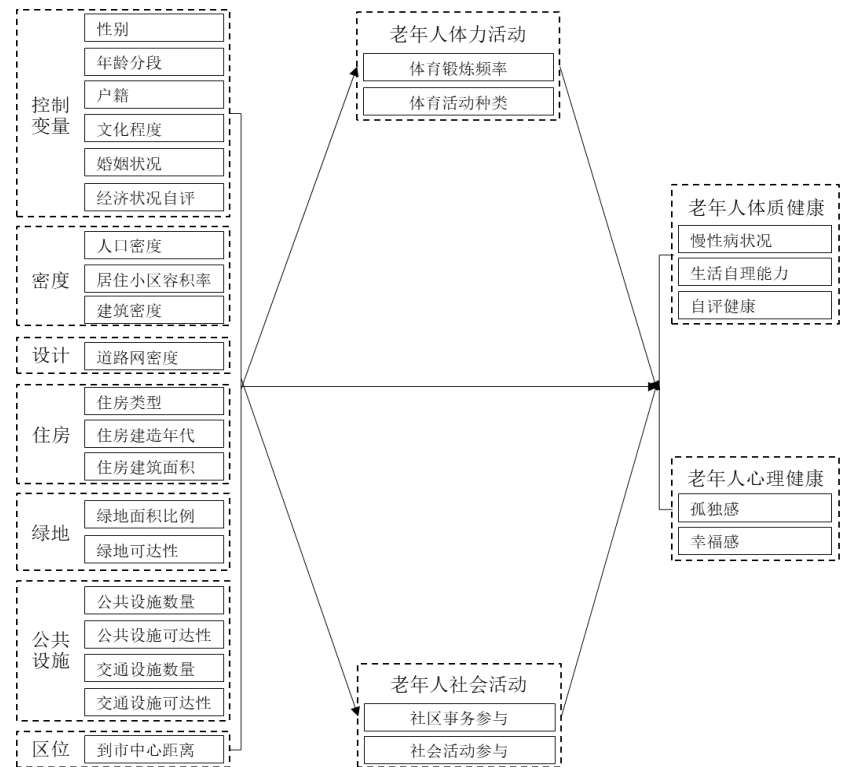 控制
变量
性别
年龄分段
户籍
文化程度
婚姻状况
经济状况自评
密度
人口密度
居住小区容积率
建筑密度
设计
道路网密度
住房
住房类型
住房建造年代
住房建筑面积
绿地
绿地面积比例
绿地可达性
公共
设施
公共设施数量
公共设施可达性
交通设施数量
交通设施可达性
区位
到市中心距离
老年人体力活动
体育锻炼频率
体育活动种类
老年人社会活动
社区事务参与
社会活动参与
老年人体质健康
慢性病状况
生活自理能力
自评健康
老年人心理健康
孤独感
幸福感